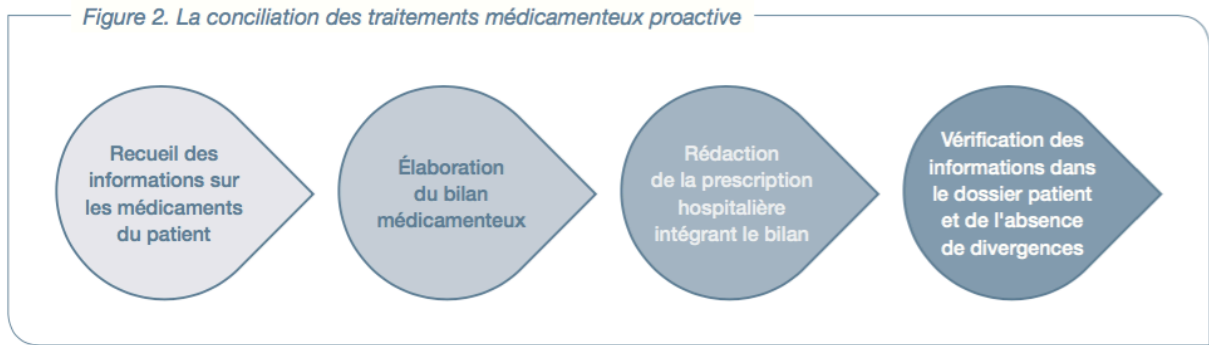 Figure 2. La conciliation des traitements médicamenteux proactive
Recueil des
informations sur
les médicaments
du patient
Élaboration
du bilan
médicamenteux
Rédaction
de la prescription
hospitalière
intégrant le bilan
Vérification des
informations dans
le dossier patient
et de l'absence
de divergences